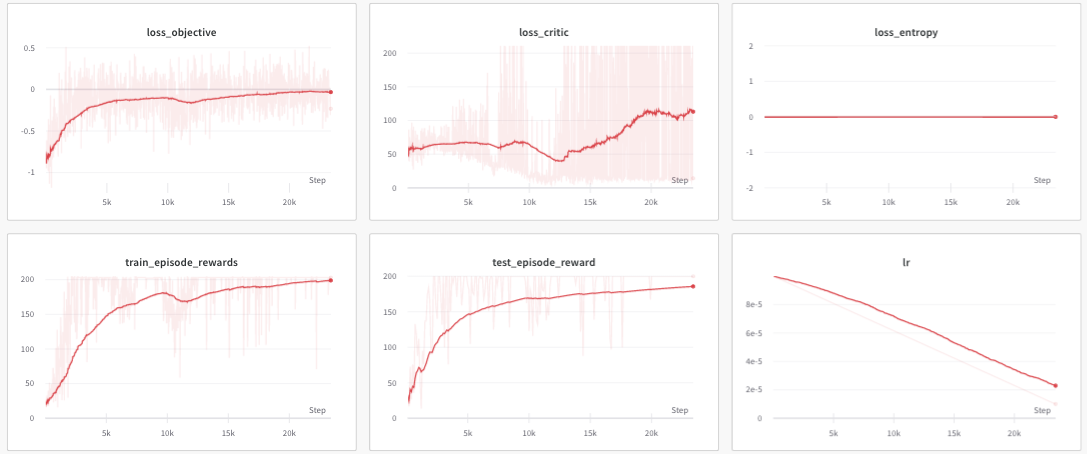 loss_objective
0.5
0
-0.5
-1
Step
5k 10k 15k 20k
loss_critic
200
150
100
50
0
Step
5k 10k 15k 20k
loss_entropy
2
1
0
-1
-2
Step
5k 10k 15k 20k
train_episode_rewards
200
150
100
50
0
Step
5k 10k 15k 20k
test_episode_reward
200
150
100
50
0
Step
5k 10k 15k 20k
lr
8e-5
6e-5
4e-5
2e-5
0
Step
5k 10k 15k 20k